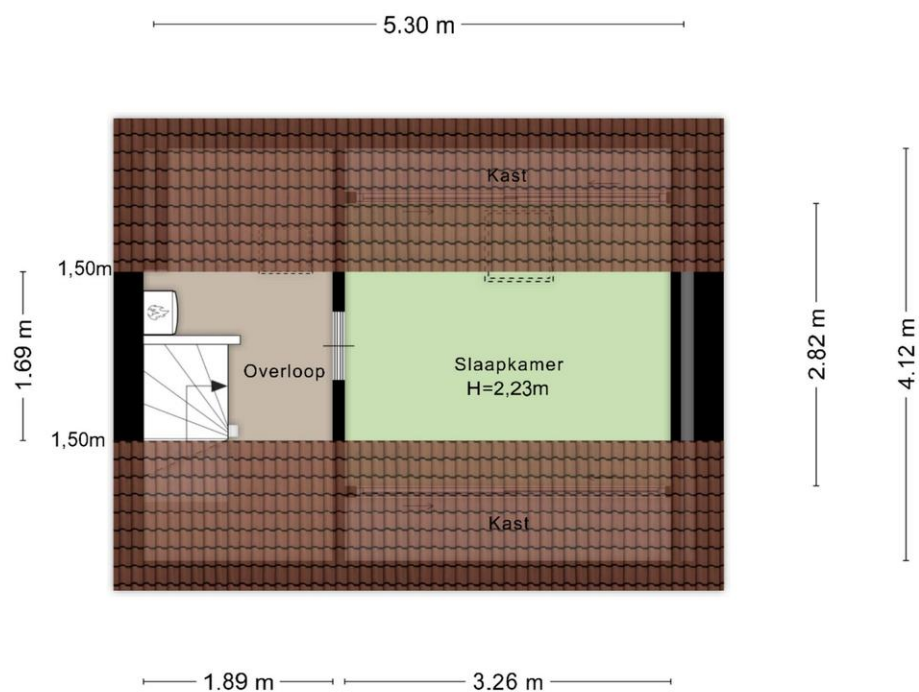 5.30 m
Kast
1,50m
1.69 m
2.82 m
4.12 m
Overloop
Slaapkamer
H=2,23m
1,50m
Kast
1.89 m
3.26 m